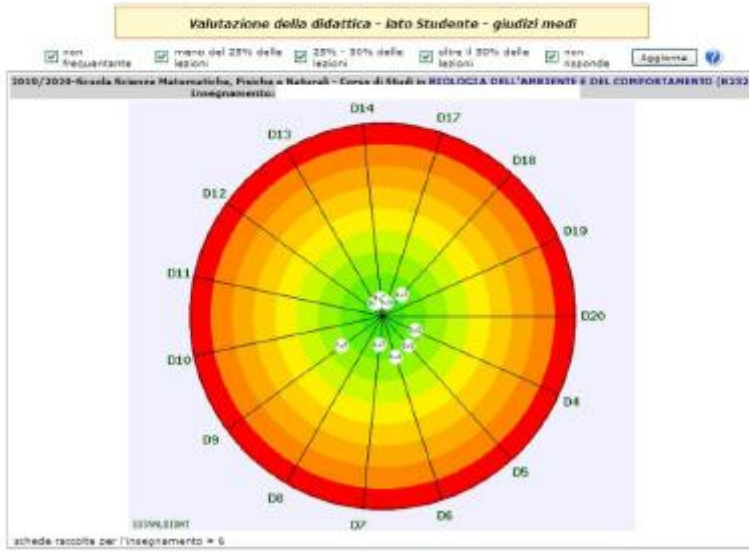 Valutazione della didattica - lato Studente - giudizi medi
non frequentante
meno del 25% delle lezioni
25% - 50% delle lezioni
oltre il 50% delle lezioni
non risponde
Aggiorna
?
2019/2020-Scuola Scienze Matematiche, Fisiche e Naturali - Corso di Studi in BIOLOGIA DELL'AMBIENTE E DEL COMPORTAMENTO (B232
Insegnamento:
D14
D17
D13
D18
D12
D19
D11
D20
D10
D4
D9
D5
D8
D6
D7
SISVALDIDAT
schede raccolte per l'insegnamento = 6